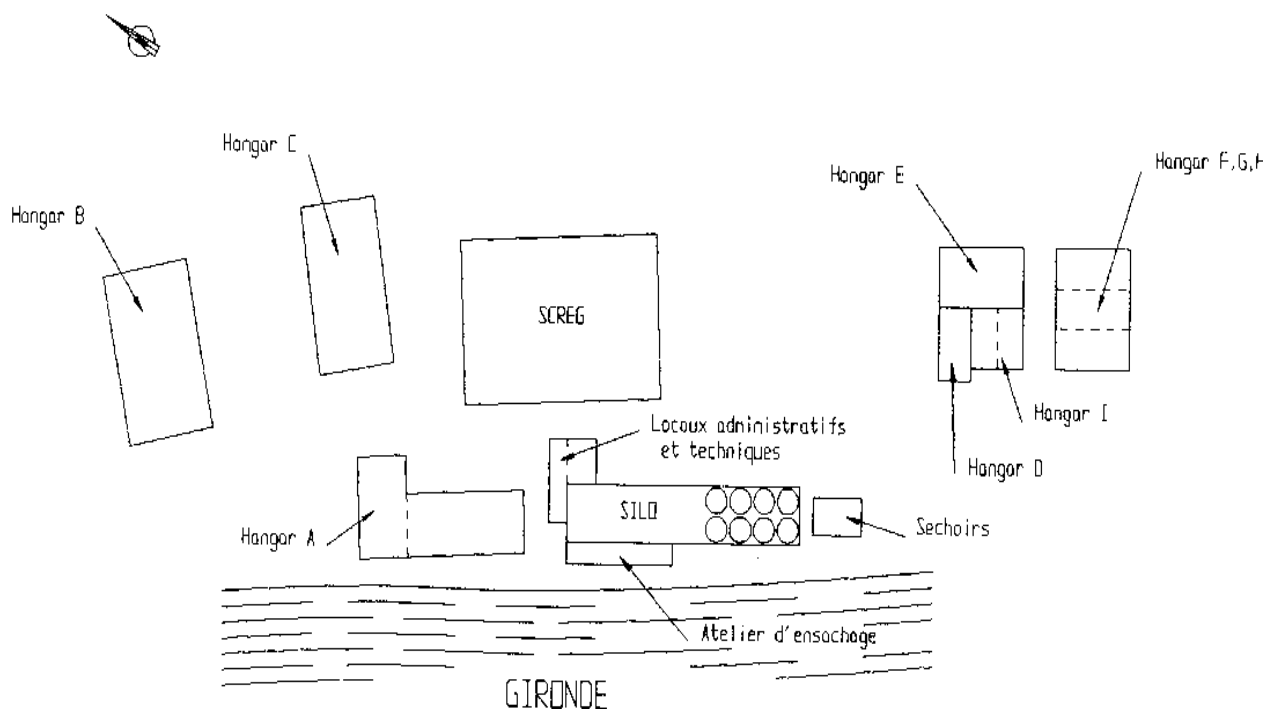 Hangar C
Hangar F,G,H
Hangar E
Hangar B
SCREG
Hangar I
Locaux administratifs
et techniques
Hangar D
SILO
Sechoirs
Hangar A
Atelier d'ensachage
GIRONDE